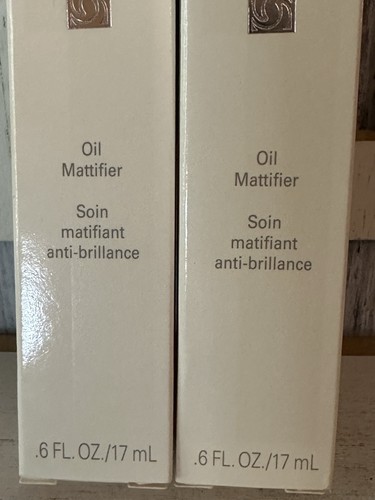 Oil
Mattifier
Soin
matifiant
anti-brillance
.6 FL. OZ./17 mL
Oil
Mattifier
Soin
matifiant
anti-brillance
.6 FL. OZ./17 mL